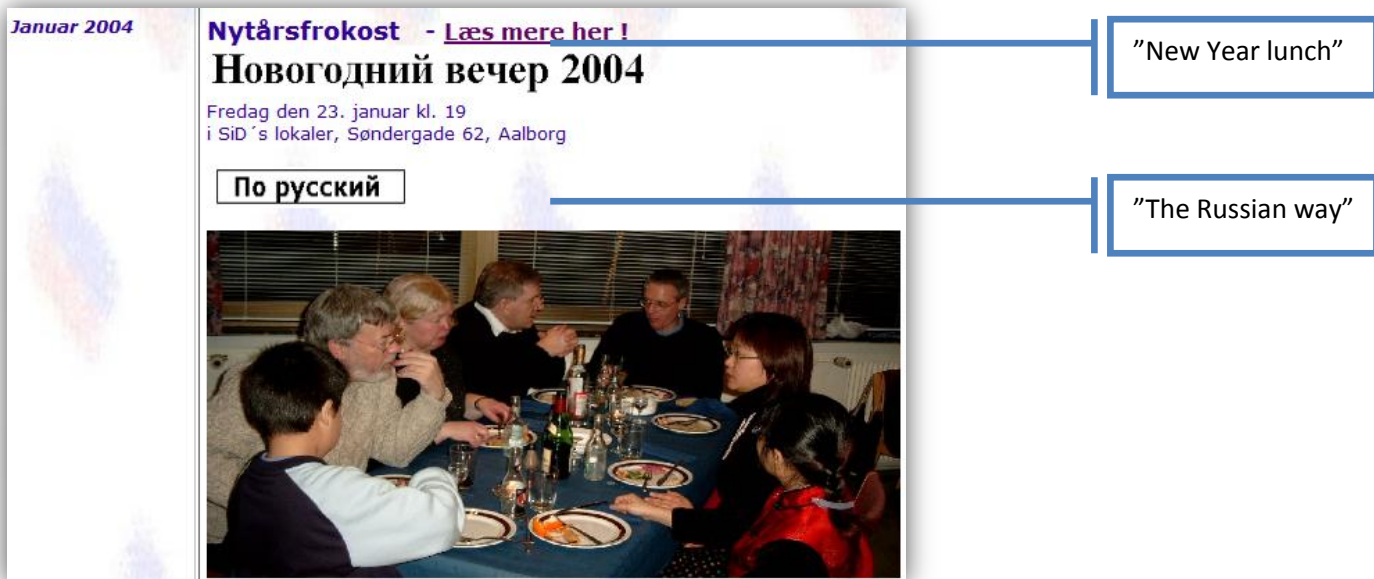 Januar 2004
Nytårsfrokost - Læs mere her !
Новогодний вечер 2004
Fredag den 23. januar kl. 19
i SiD´s lokaler, Søndergade 62, Aalborg
По русский
”New Year lunch”
”The Russian way”